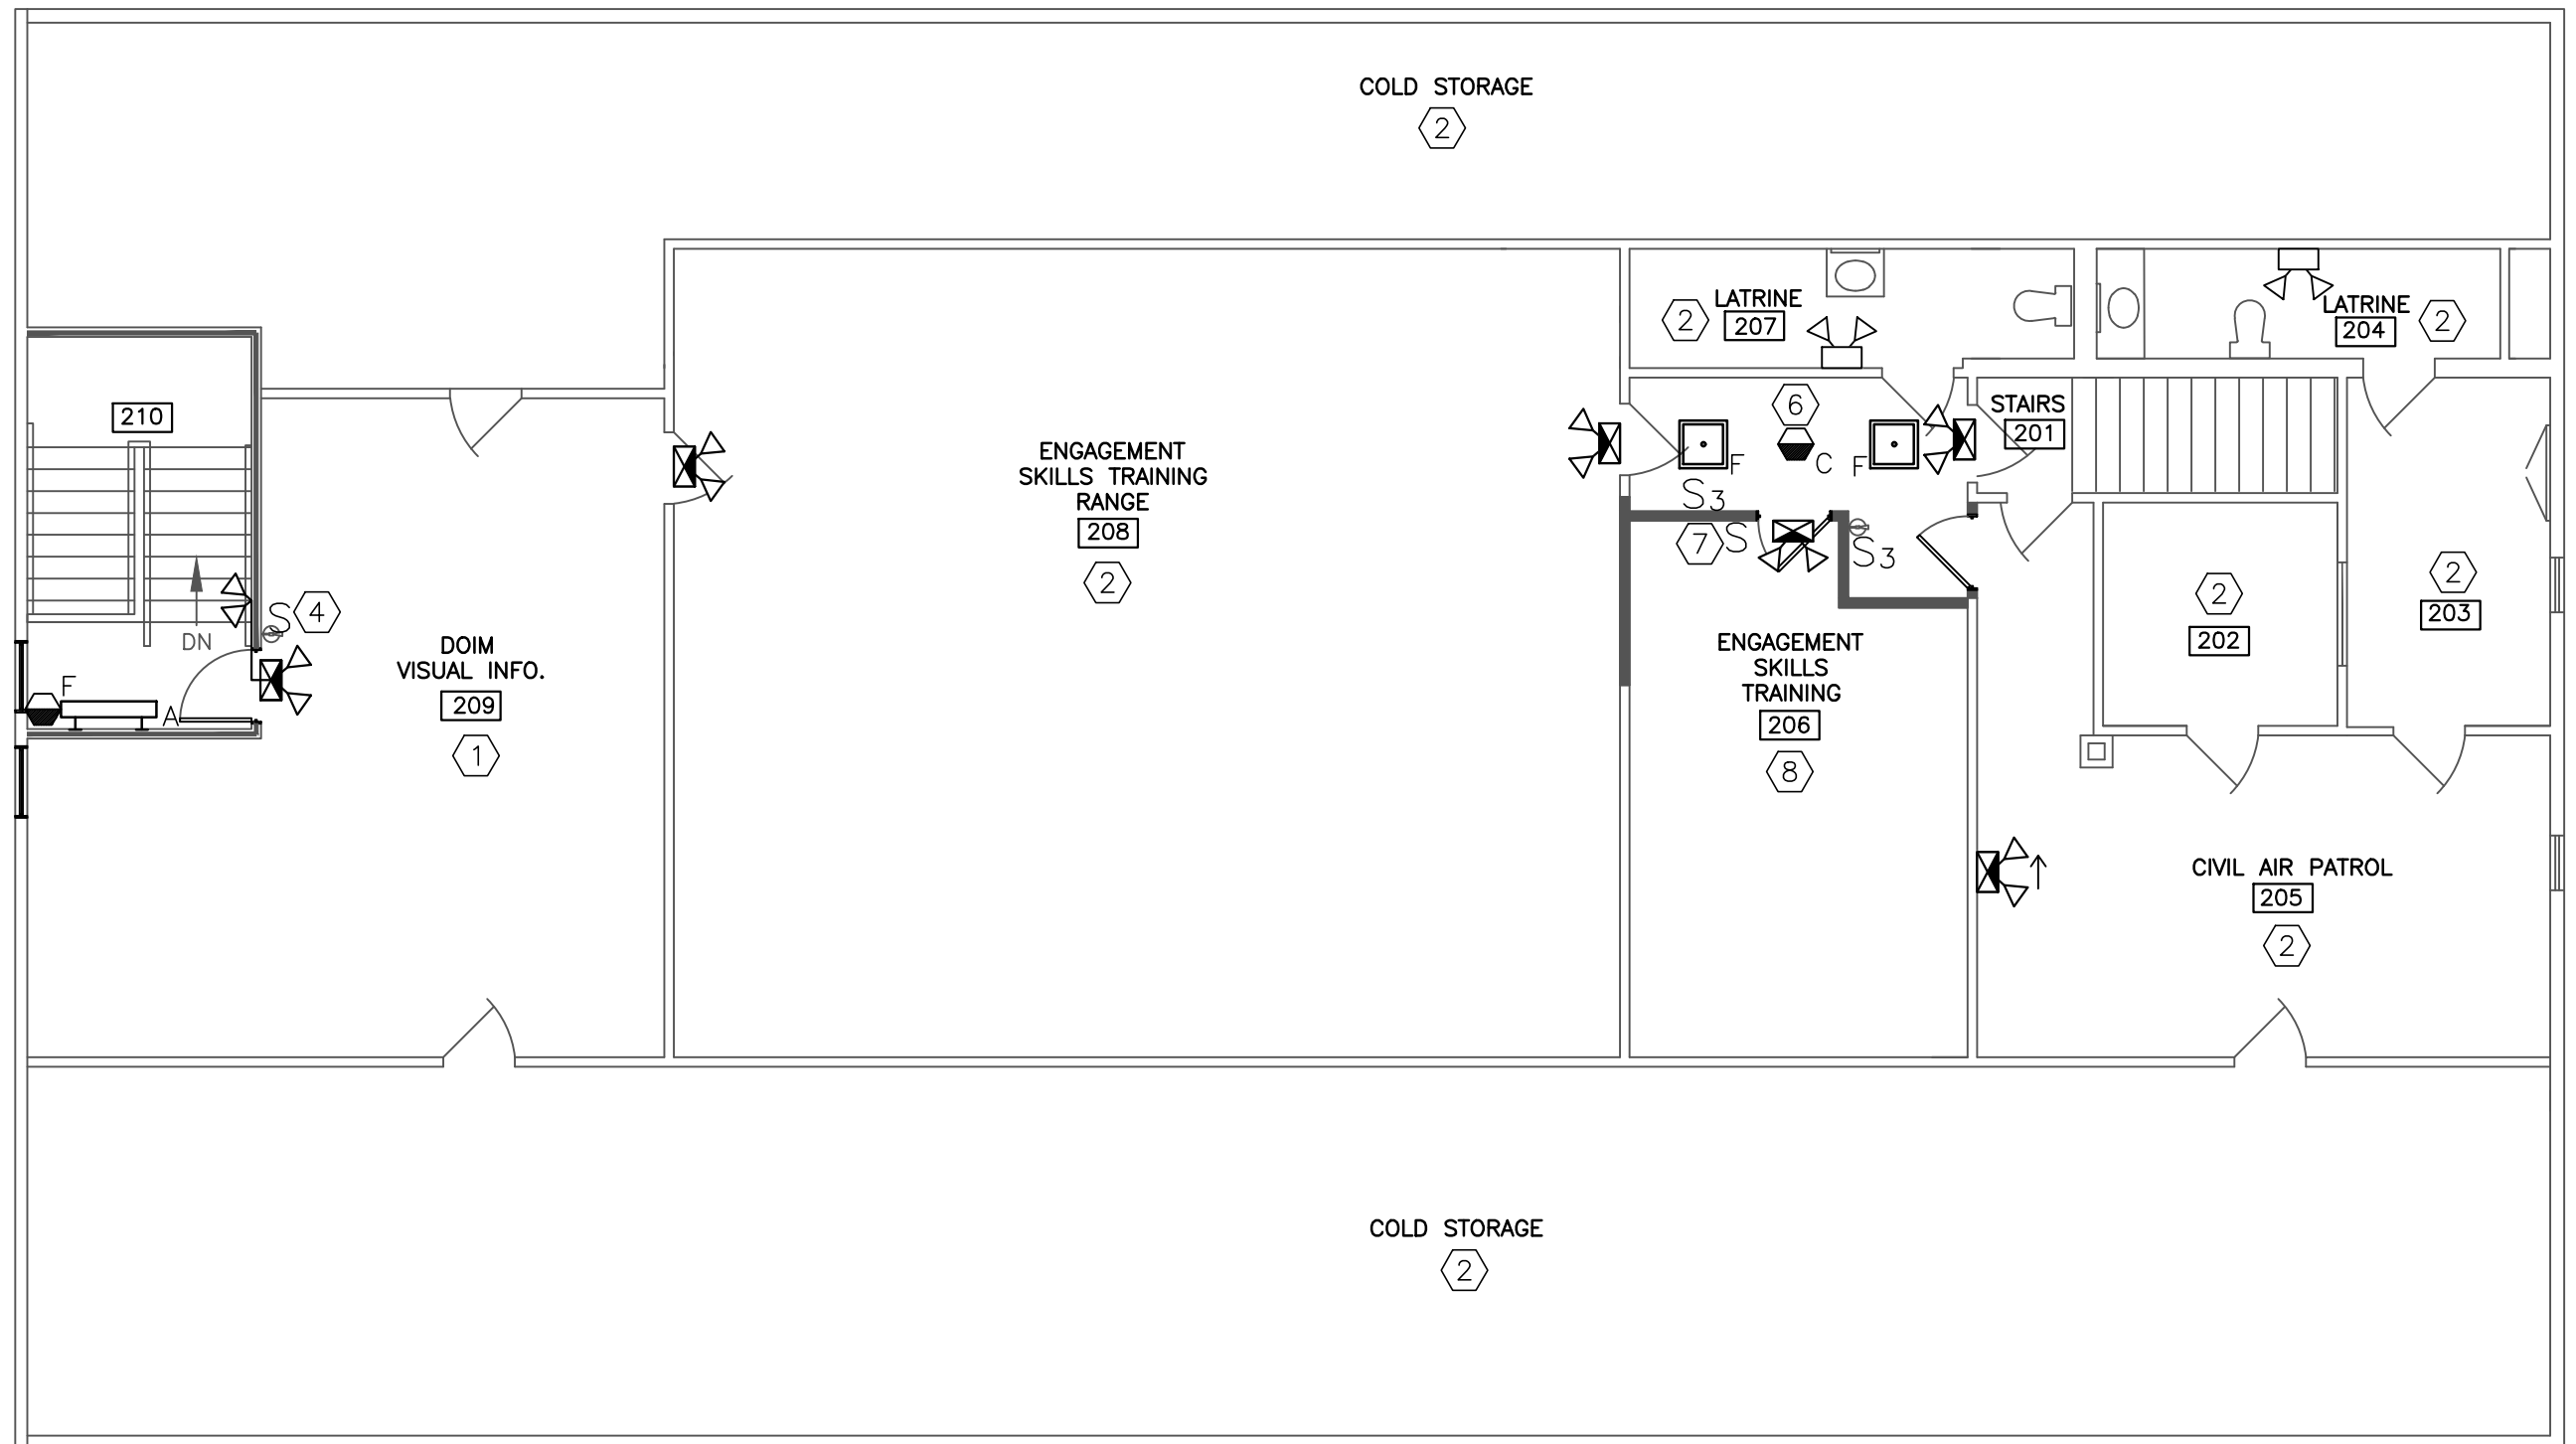 COLD STORAGE
2
LATRINE
207
2
LATRINE
204
2
210
DN
S
4
F
A
DOIM
VISUAL INFO.
209
1
ENGAGEMENT
SKILLS TRAINING
RANGE
208
2
6
F
C
F
STAIRS
201
S3
7
S
S3
ENGAGEMENT
SKILLS
TRAINING
206
8
2
202
2
203
CIVIL AIR PATROL
205
2
COLD STORAGE
2